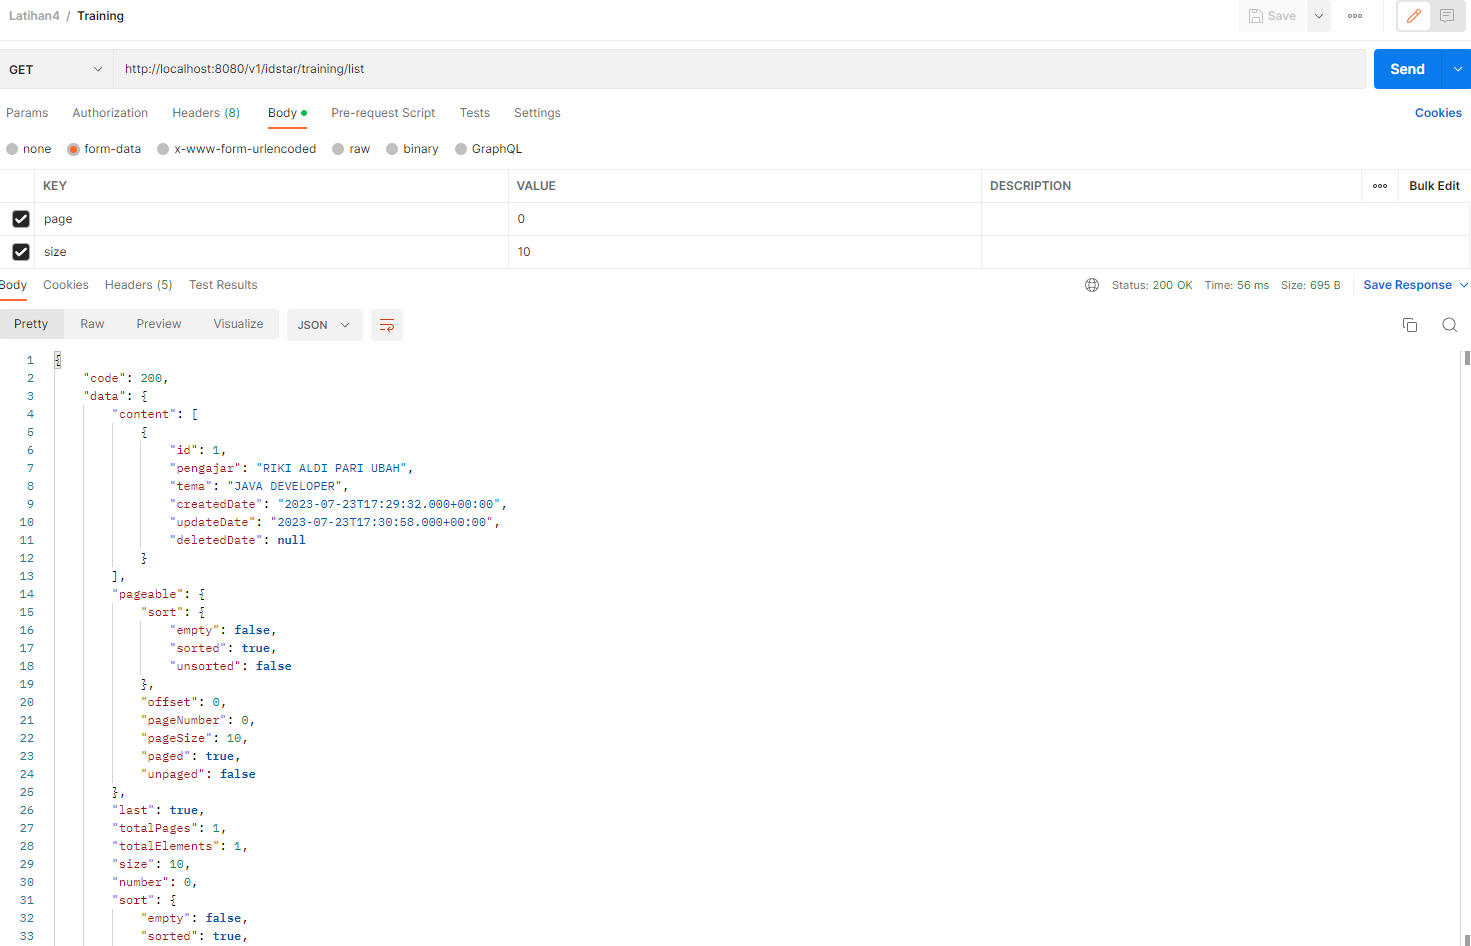 Latihan4 / Training
Save
GET http://localhost:8080/v1/idstar/training/list Send
Params Authorization Headers (8) Body Pre-request Script Tests Settings Cookies
none form-data x-www-form-urlencoded raw binary GraphQL
KEY VALUE DESCRIPTION Bulk Edit
page 0
size 10
Body Cookies Headers (5) Test Results Status: 200 OK Time: 56 ms Size: 695 B Save Response
Pretty Raw Preview Visualize JSON
1 {
2 "code": 200,
3 "data": {
4 "content": [
5 {
6 "id": 1,
7 "pengajar": "RIKI ALDI PARI UBAH",
8 "tema": "JAVA DEVELOPER",
9 "createdDate": "2023-07-23T17:29:32.000+00:00",
10 "updateDate": "2023-07-23T17:30:58.000+00:00",
11 "deletedDate": null
12 }
13 ],
14 "pageable": {
15 "sort": {
16 "empty": false,
17 "sorted": true,
18 "unsorted": false
19 },
20 "offset": 0,
21 "pageNumber": 0,
22 "pageSize": 10,
23 "paged": true,
24 "unpaged": false
25 },
26 "last": true,
27 "totalPages": 1,
28 "totalElements": 1,
29 "size": 10,
30 "number": 0,
31 "sort": {
32 "empty": false,
33 "sorted": true,